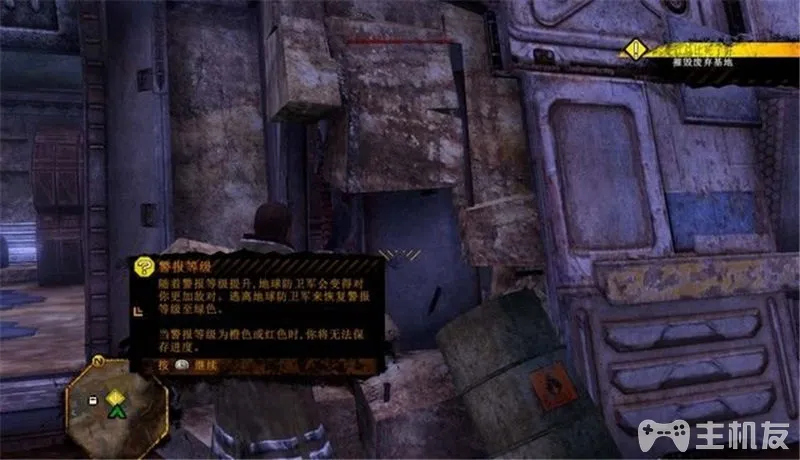 摧毁废弃基地
警报等级
随着警报等级提升,地球防卫军会变得对
你更加敌对。逃离地球防卫军来恢复警报
等级至绿色。
当警报等级为橙色或红色时,你将无法保
存进度。
按 继续
N
主机友